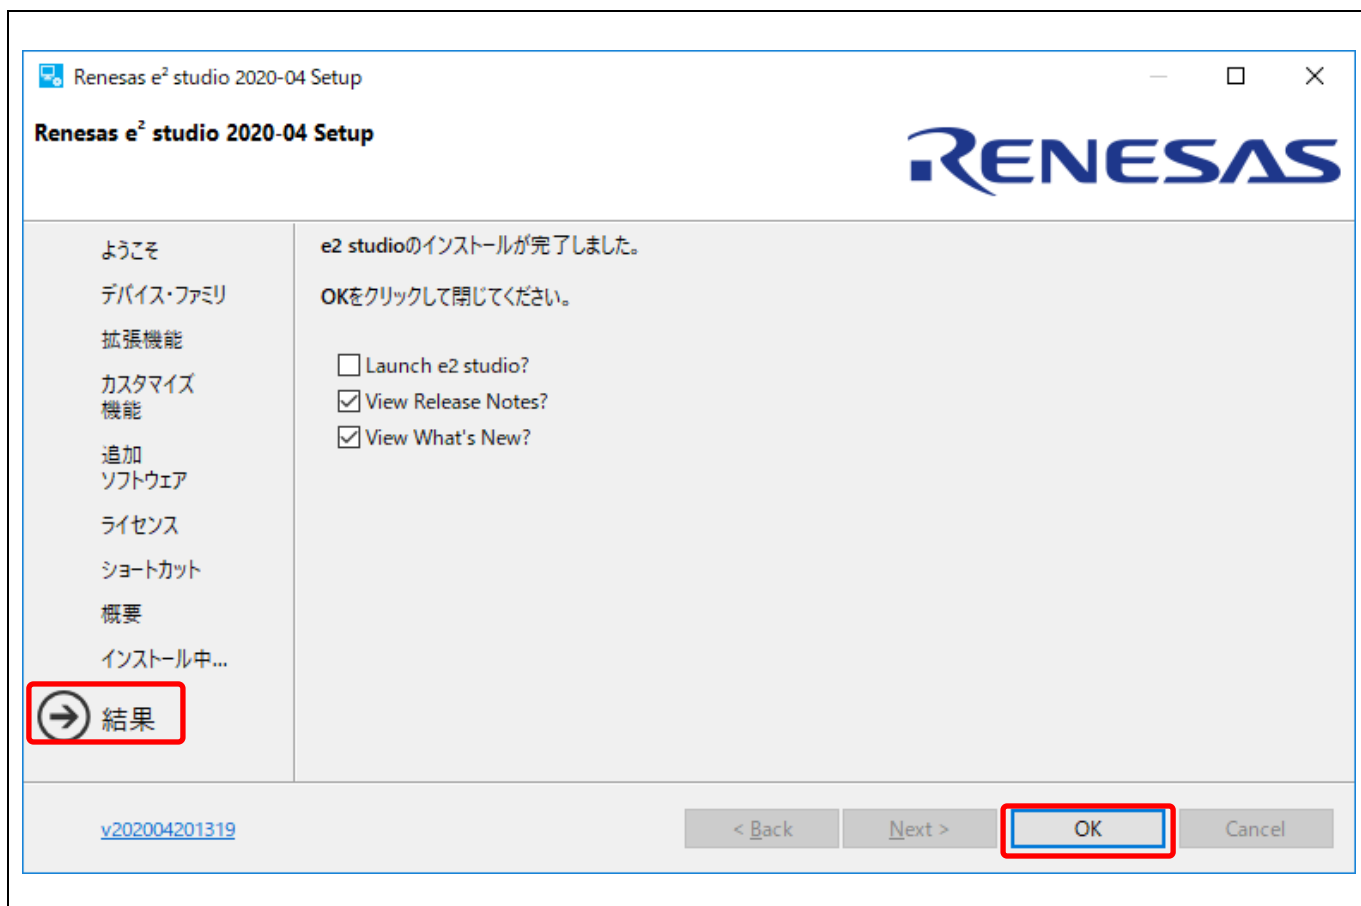 Renesas e² studio 2020-04 Setup
Renesas e² studio 2020-04 Setup
RENESAS
ようこそ
デバイス・ファミリ
拡張機能
カスタマイズ
機能
追加
ソフトウェア
ライセンス
ショートカット
概要
インストール中...
結果
e2 studioのインストールが完了しました。
OKをクリックして閉じてください。
Launch e2 studio?
View Release Notes?
View What's New?
v202004201319
< Back
Next >
OK
Cancel